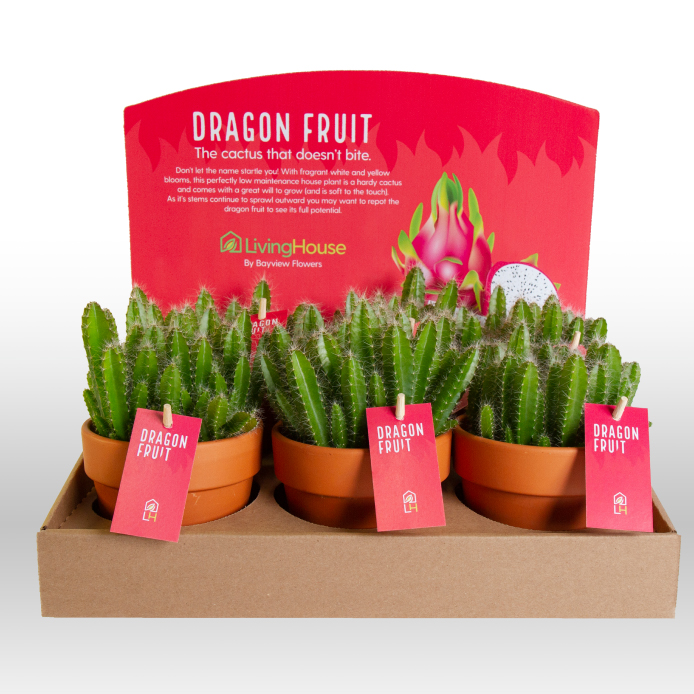 DRAGON FRUIT
The cactus that doesn't bite.
Don't let the name startle you! With fragrant white and yellow
blooms, this perfectly low maintenance house plant is a hardy cactus
and comes with a great will to grow (and is soft to the touch).
As it's stems continue to sprawl outward you may want to repot the
dragon fruit to see its full potential.
LivingHouse
By Bayview Flowers
DRAGON
FRUIT
LH
DRAGON
FRUIT
LH
DRAGON
FRUIT
LH